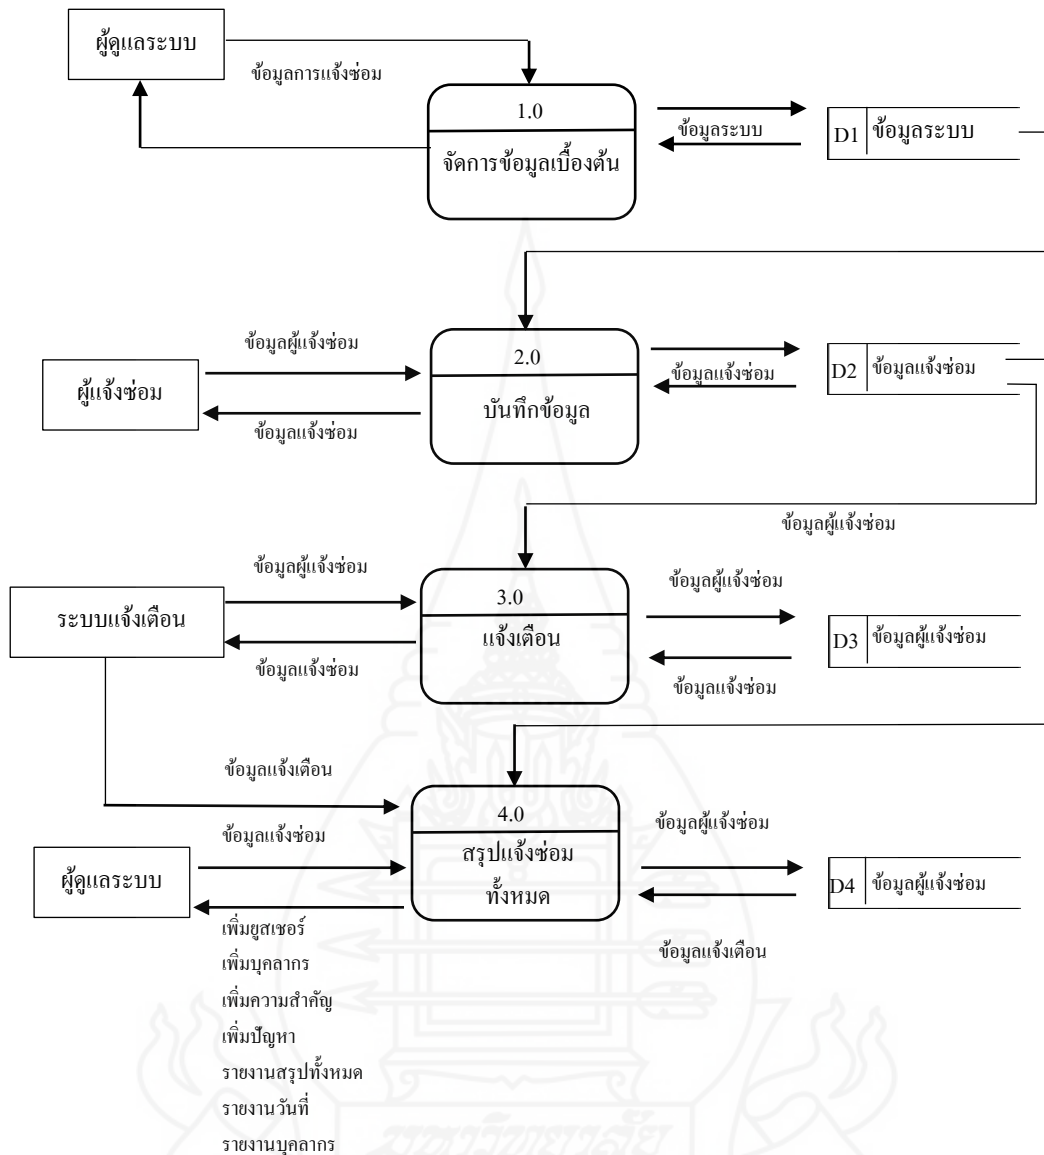 ผู้ดูแลระบบ
ข้อมูลการแจ้งซ่อม
1.0
จัดการข้อมูลเบื้องต้น
ข้อมูลระบบ
D1 ข้อมูลระบบ
ข้อมูลผู้แจ้งซ่อม
ผู้แจ้งซ่อม
ข้อมูลแจ้งซ่อม
2.0
บันทึกข้อมูล
ข้อมูลแจ้งซ่อม
D2 ข้อมูลแจ้งซ่อม
ข้อมูลผู้แจ้งซ่อม
ข้อมูลผู้แจ้งซ่อม
ระบบแจ้งเตือน
ข้อมูลแจ้งซ่อม
3.0
แจ้งเตือน
ข้อมูลผู้แจ้งซ่อม
D3 ข้อมูลผู้แจ้งซ่อม
ข้อมูลแจ้งซ่อม
ข้อมูลแจ้งเตือน
ข้อมูลแจ้งซ่อม
ผู้ดูแลระบบ
4.0
สรุปแจ้งซ่อม
ทั้งหมด
ข้อมูลผู้แจ้งซ่อม
D4 ข้อมูลผู้แจ้งซ่อม
ข้อมูลแจ้งเตือน
เพิ่มยูสเซอร์
เพิ่มบุคลากร
เพิ่มความสำคัญ
เพิ่มปัญหา
รายงานสรุปทั้งหมด
รายงานวันที่
รายงานบุคลากร
มหาวิทยาลัย